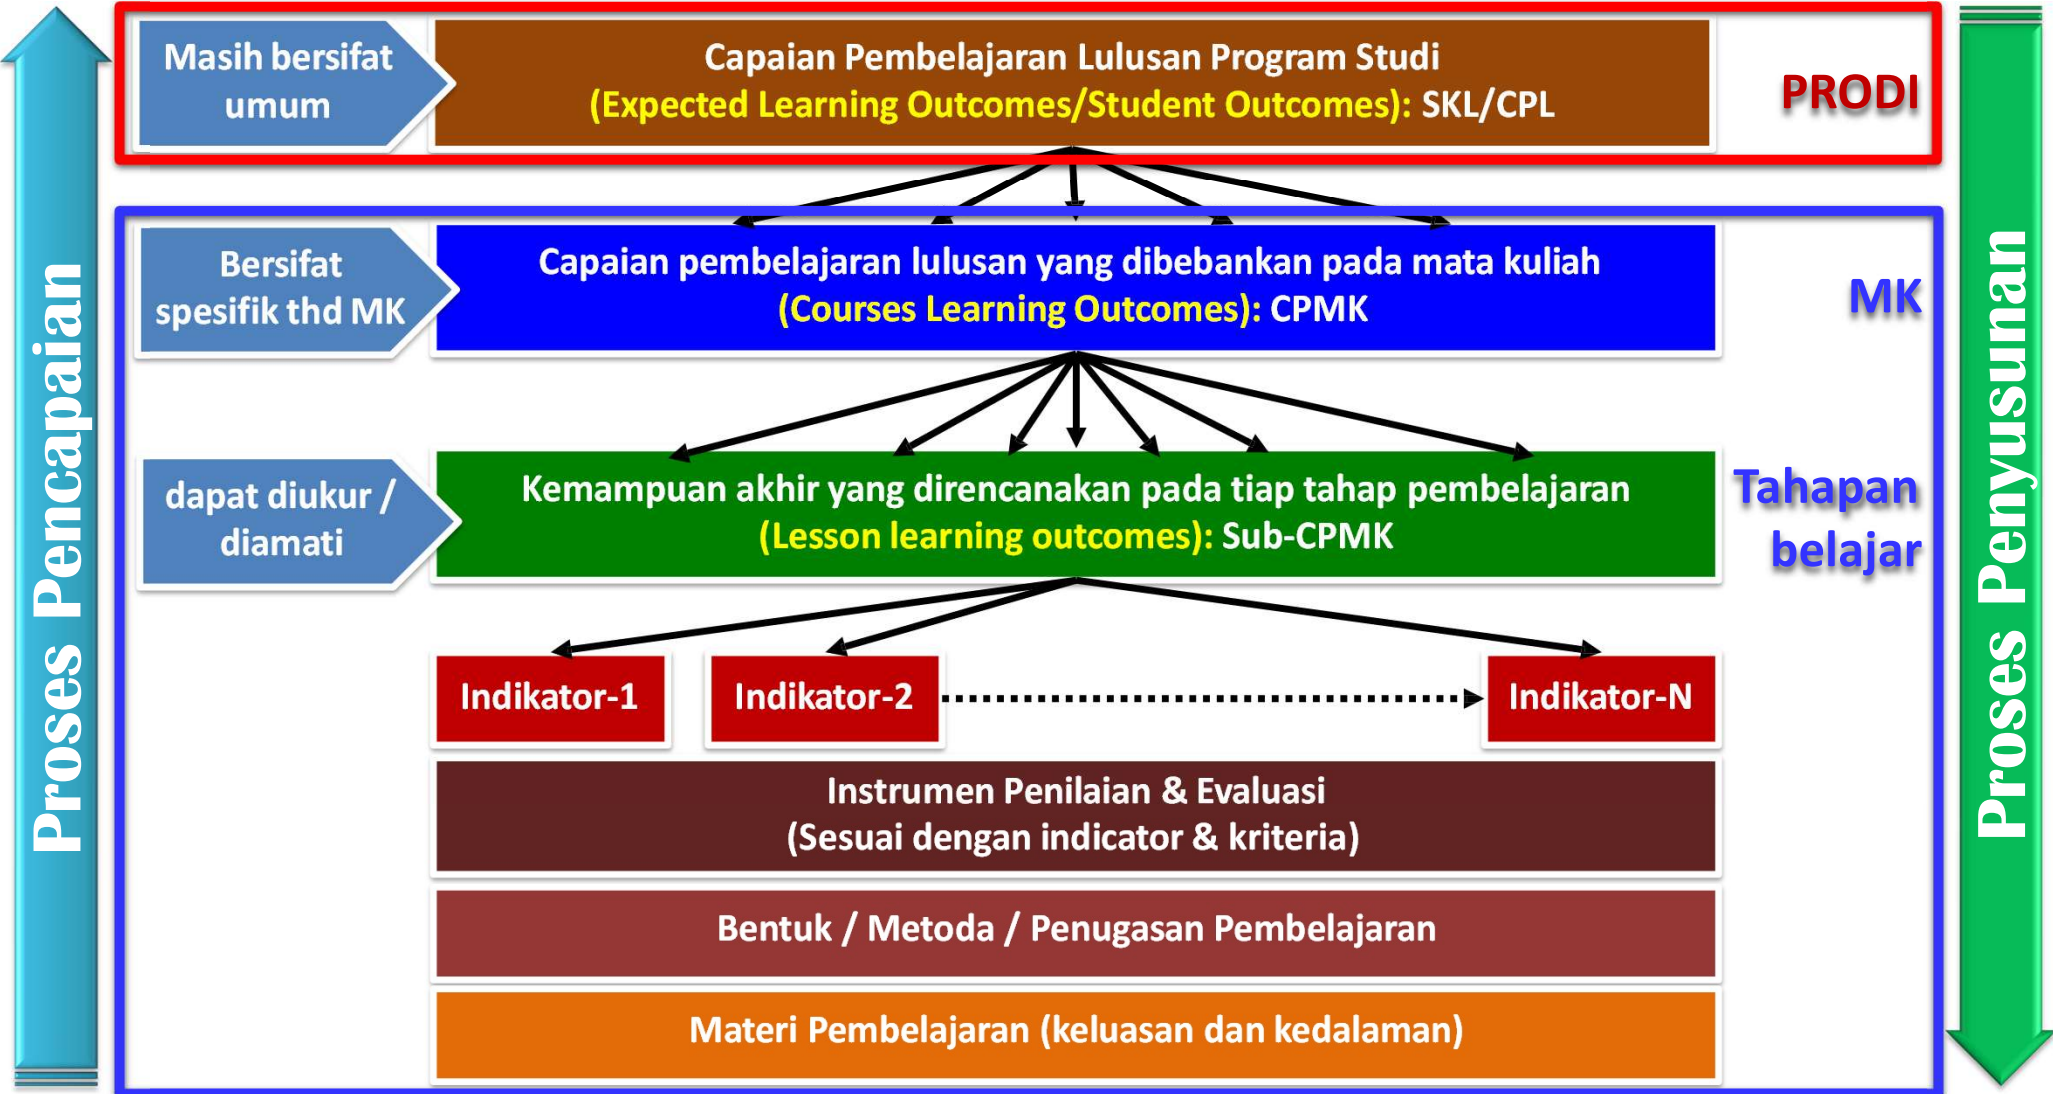 Masih bersifat
umum
Capaian Pembelajaran Lulusan Program Studi
(Expected Learning Outcomes/Student Outcomes): SKL/CPL
PRODI
Bersifat
spesifik thd MK
Capaian pembelajaran lulusan yang dibebankan pada mata kuliah
(Courses Learning Outcomes): CPMK
MK
dapat diukur /
diamati
Kemampuan akhir yang direncanakan pada tiap tahap pembelajaran
(Lesson learning outcomes): Sub-CPMK
Tahapan
belajar
Indikator-1
Indikator-2
Indikator-N
Instrumen Penilaian & Evaluasi
(Sesuai dengan indicator & kriteria)
Bentuk / Metoda / Penugasan Pembelajaran
Materi Pembelajaran (keluasan dan kedalaman)
Proses Pencapaian
Proses Penyusunan